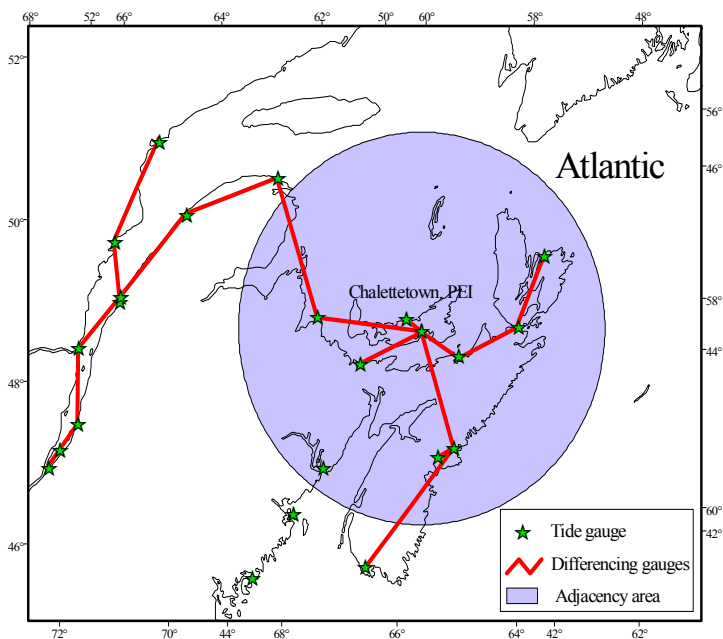 68° 52° 66° 62° 50° 60° 58° 48°
52°
56°
Atlantic
46°
50°
Chalettetown, PEI
58°
44°
48°
60°
42°
46°
Tide gauge
Differencing gauges
Adjacency area
72° 70° 44° 68° 66° 64° 42° 62°